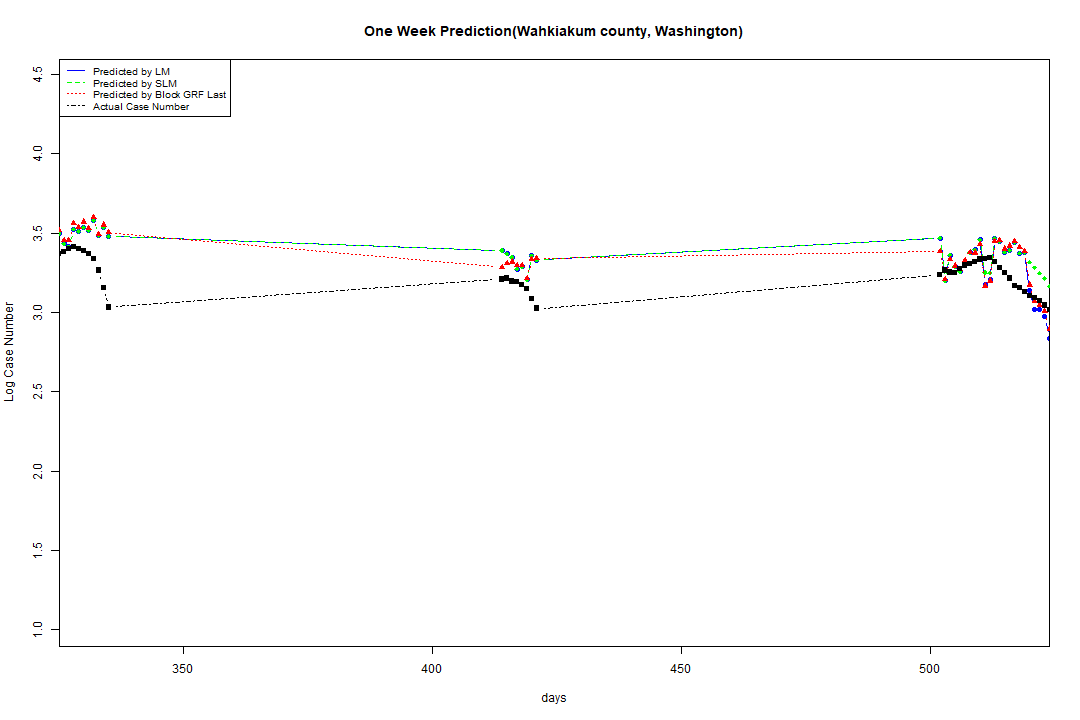 One Week Prediction(Wahkiakum county, Washington)
Predicted by LM
Predicted by SLM
Predicted by Block GRF Last
Actual Case Number
4.5
4.0
3.5
3.0
2.5
2.0
1.5
1.0
Log Case Number
350
400
450
500
days